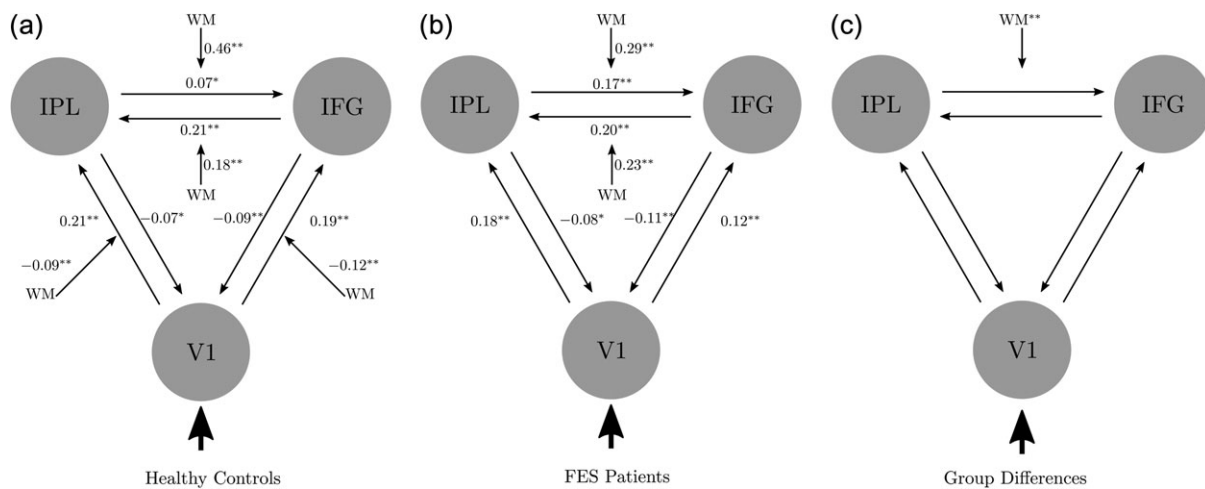 (a)
WM
0.46**
0.07*
IPL
IFG
0.21**
0.18**
WM
0.21**
−0.07*
−0.09**
0.19**
−0.09**
WM
−0.12**
WM
V1
Healthy Controls
(b)
WM
0.29**
0.17**
IPL
IFG
0.20**
0.23**
WM
0.18**
−0.08*
−0.11**
0.12**
V1
FES Patients
(c)
WM**
IPL
IFG
V1
Group Differences